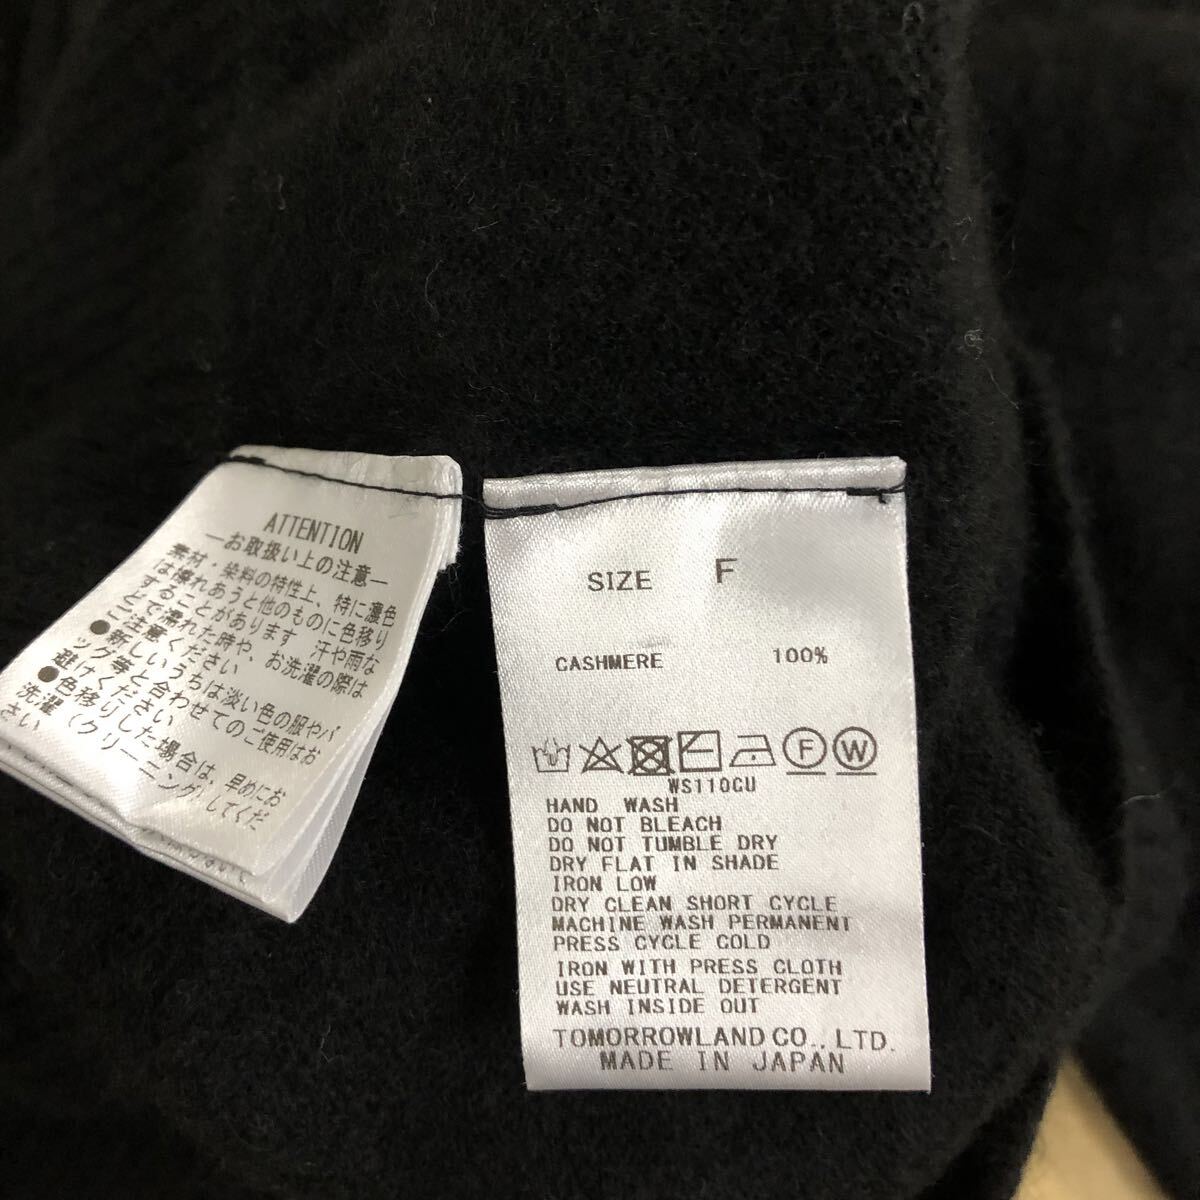 ATTENTION
―お取扱い上の注意―
素材・染料の特性上、特に濃色
は擦れあうと他のものに色移り
することがあります 汗や雨な
どで濡れた時や、お洗濯の際は
ご注意ください
●新しいうちは淡い色の服やバ
ッグ等と合わせてのご使用はお
避けください
●色移りした場合は、早めにお
洗濯(クリーニング)してくだ
さい
SIZE F
CASHMERE 100%
F W
WS110CU
HAND WASH
DO NOT BLEACH
DO NOT TUMBLE DRY
DRY FLAT IN SHADE
IRON LOW
DRY CLEAN SHORT CYCLE
MACHINE WASH PERMANENT
PRESS CYCLE COLD
IRON WITH PRESS CLOTH
USE NEUTRAL DETERGENT
WASH INSIDE OUT
TOMORROWLAND CO., LTD.
MADE IN JAPAN